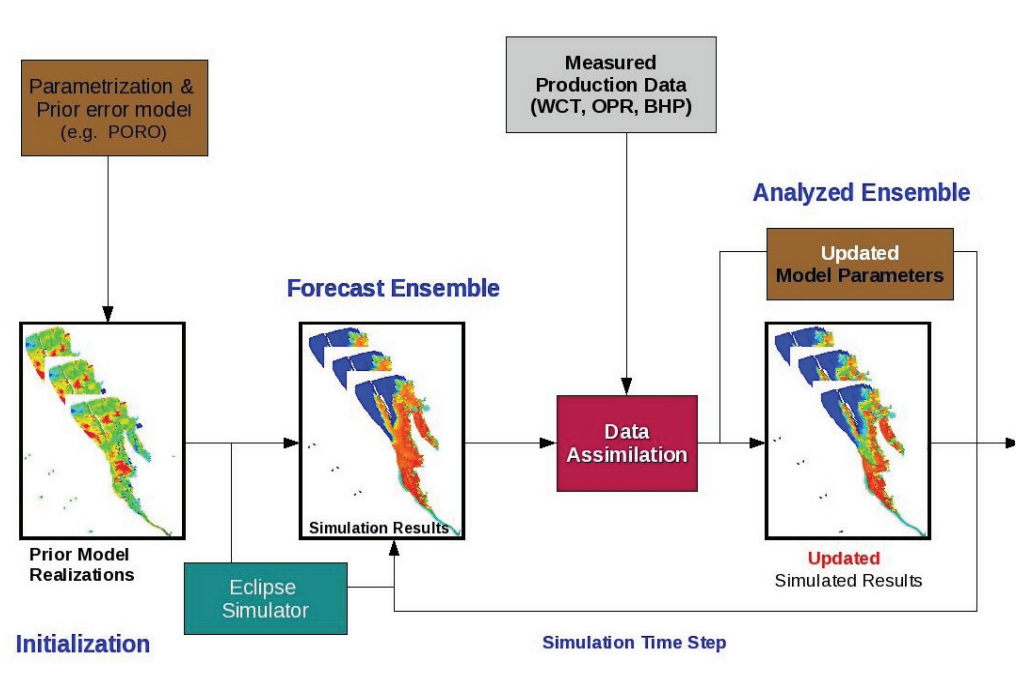 Parametrization &
Prior error model
(e.g. PORO)
Measured
Production Data
(WCT, OPR, BHP)
Analyzed Ensemble
Updated
Model Parameters
Forecast Ensemble
Data
Assimilation
Simulation Results
Prior Model
Realizations
Updated
Simulated Results
Eclipse
Simulator
Initialization
Simulation Time Step